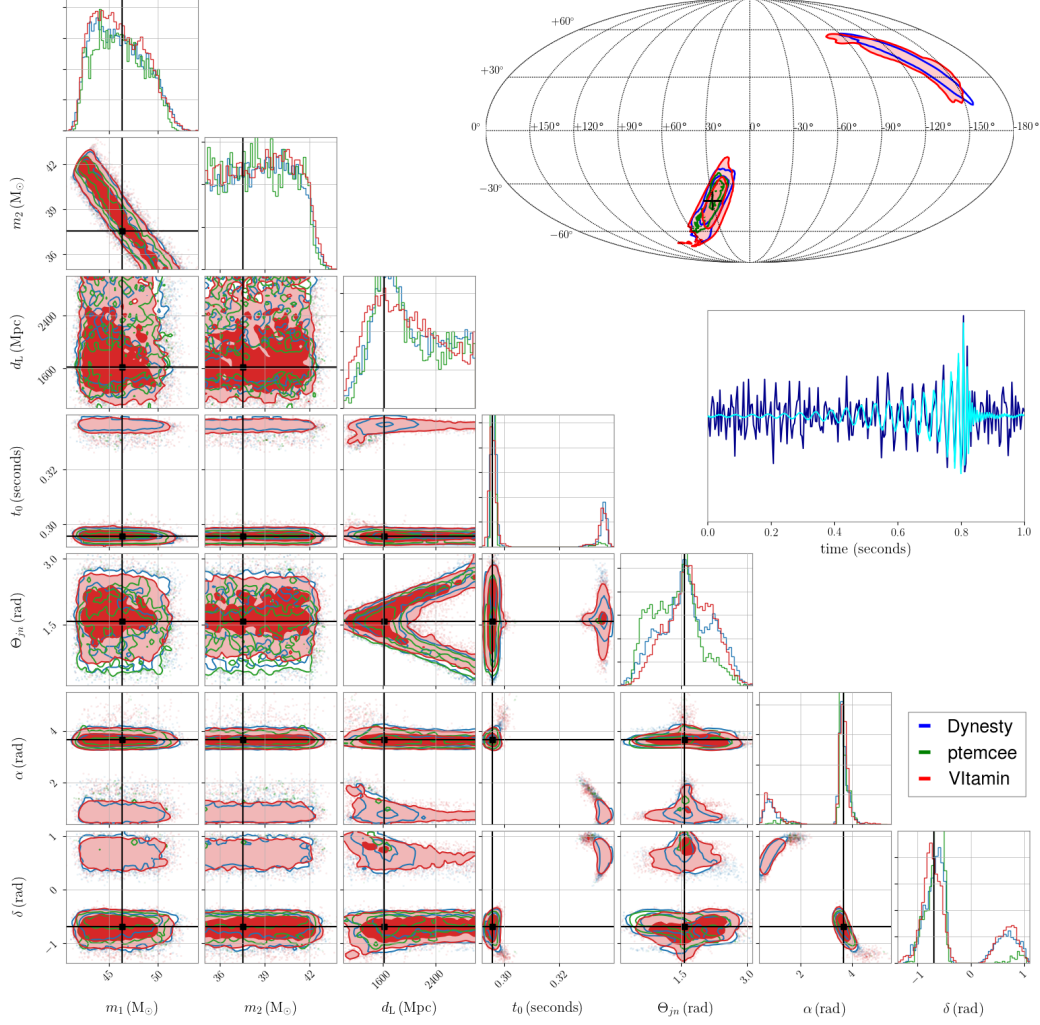 +60°
+30°
0° +150° +120° +90° +60° +30° 0° -30° -60° -90° -120° -180°
-30°
-60°
m₂ (M☉)
42
39
36
d_L (Mpc)
2400
1600
t₀ (seconds)
0.32
0.30
0.0 0.2 0.4 0.6 0.8 1.0
time (seconds)
Θ_jn (rad)
3.0
1.5
α (rad)
4
2
Dynesty
ptemcee
VItamin
δ (rad)
1
0
-1
45 50 36 39 42 1600 2400 0.30 0.32 1.5 3.0 2 4 -1 0 1
m₁ (M☉) m₂ (M☉) d_L (Mpc) t₀ (seconds) Θ_jn (rad) α (rad) δ (rad)